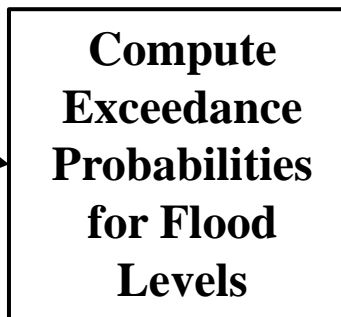 Compute
Exceedance
Probabilities
for Flood
Levels